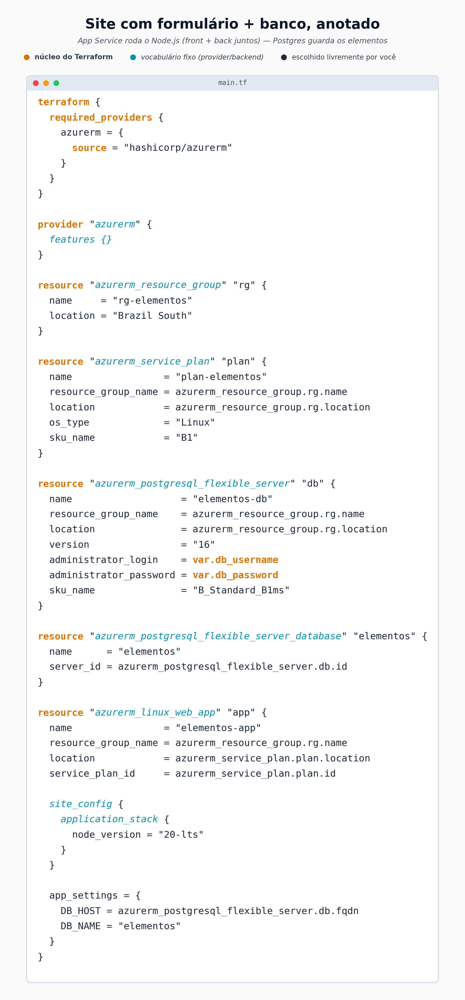 Site com formulário + banco, anotado
App Service roda o Node.js (front + back juntos) — Postgres guarda os elementos
núcleo do Terraform vocabulário fixo (provider/backend) escolhido livremente por você
main.tf
terraform {
  required_providers {
    azurerm = {
      source = "hashicorp/azurerm"
    }
  }
}

provider "azurerm" {
  features {}
}

resource "azurerm_resource_group" "rg" {
  name     = "rg-elementos"
  location = "Brazil South"
}

resource "azurerm_service_plan" "plan" {
  name                = "plan-elementos"
  resource_group_name = azurerm_resource_group.rg.name
  location            = azurerm_resource_group.rg.location
  os_type             = "Linux"
  sku_name            = "B1"
}

resource "azurerm_postgresql_flexible_server" "db" {
  name                   = "elementos-db"
  resource_group_name    = azurerm_resource_group.rg.name
  location               = azurerm_resource_group.rg.location
  version                = "16"
  administrator_login    = var.db_username
  administrator_password = var.db_password
  sku_name               = "B_Standard_B1ms"
}

resource "azurerm_postgresql_flexible_server_database" "elementos" {
  name      = "elementos"
  server_id = azurerm_postgresql_flexible_server.db.id
}

resource "azurerm_linux_web_app" "app" {
  name                = "elementos-app"
  resource_group_name = azurerm_resource_group.rg.name
  location            = azurerm_service_plan.plan.location
  service_plan_id     = azurerm_service_plan.plan.id

  site_config {
    application_stack {
      node_version = "20-lts"
    }
  }

  app_settings = {
    DB_HOST = azurerm_postgresql_flexible_server.db.fqdn
    DB_NAME = "elementos"
  }
}